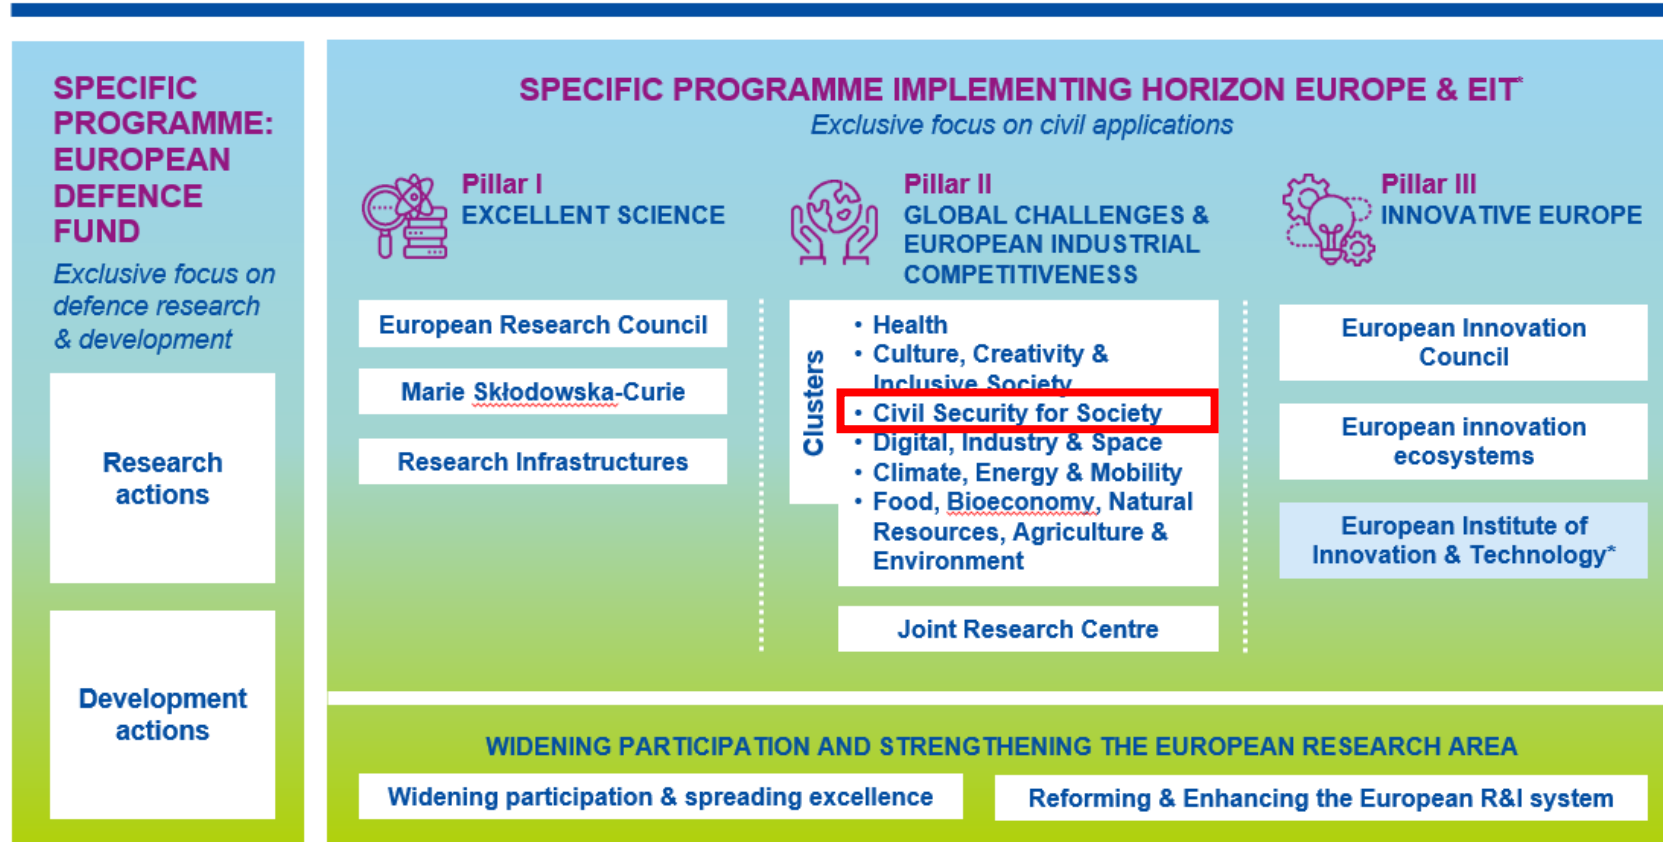 SPECIFIC
PROGRAMME:
EUROPEAN
DEFENCE
FUND
Exclusive focus on
defence research
& development
Research
actions
Development
actions
SPECIFIC PROGRAMME IMPLEMENTING HORIZON EUROPE & EIT*
Exclusive focus on civil applications
Pillar I
EXCELLENT SCIENCE
European Research Council
Marie Skłodowska-Curie
Research Infrastructures
Pillar II
GLOBAL CHALLENGES &
EUROPEAN INDUSTRIAL
COMPETITIVENESS
Clusters
• Health
• Culture, Creativity &
Inclusive Society
• Civil Security for Society
• Digital, Industry & Space
• Climate, Energy & Mobility
• Food, Bioeconomy, Natural
Resources, Agriculture &
Environment
Joint Research Centre
Pillar III
INNOVATIVE EUROPE
European Innovation
Council
European innovation
ecosystems
European Institute of
Innovation & Technology*
WIDENING PARTICIPATION AND STRENGTHENING THE EUROPEAN RESEARCH AREA
Widening participation & spreading excellence
Reforming & Enhancing the European R&I system